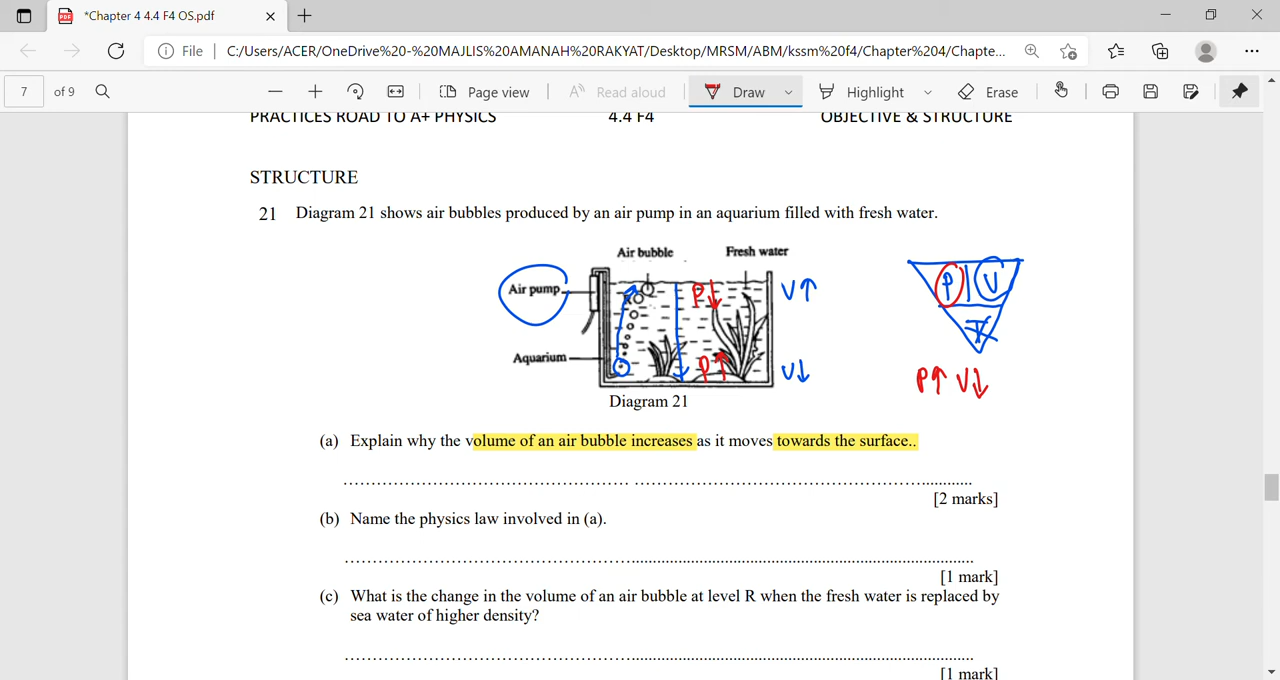 *Chapter 4 4.4 F4 OS.pdf
File C:/Users/ACER/OneDrive%20-%20MAJLIS%20AMANAH%20RAKYAT/Desktop/MRSM/ABM/kssm%20f4/Chapter%204/Chapte...
7 of 9 Page view Read aloud Draw Highlight Erase
PRACTICES ROAD TO A+ PHYSICS 4.4 F4 OBJECTIVE & STRUCTURE
STRUCTURE
21 Diagram 21 shows air bubbles produced by an air pump in an aquarium filled with fresh water.
Air bubble Fresh water
Air pump P↓ V↑ P V
Aquarium P↑ V↓
P↑ V↓
Diagram 21
(a) Explain why the volume of an air bubble increases as it moves towards the surface..
[2 marks]
(b) Name the physics law involved in (a).
[1 mark]
(c) What is the change in the volume of an air bubble at level R when the fresh water is replaced by
sea water of higher density?
[1 mark]